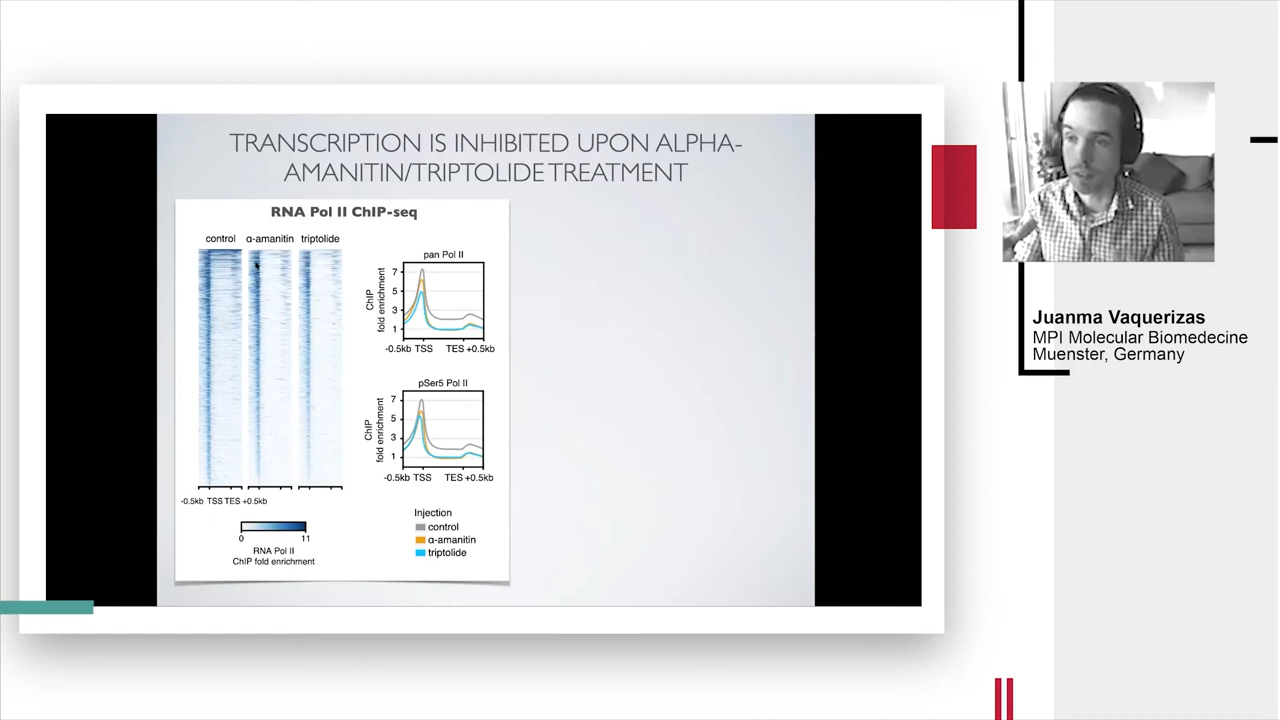 TRANSCRIPTION IS INHIBITED UPON ALPHA-
AMANITIN/TRIPTOLIDE TREATMENT
RNA Pol II ChIP-seq
control α-amanitin triptolide
-0.5kb TSS TES +0.5kb
0 11
RNA Pol II
ChIP fold enrichment
pan Pol II
ChIP
fold enrichment
7
5
3
1
-0.5kb TSS TES +0.5kb
pSer5 Pol II
ChIP
fold enrichment
7
5
3
1
-0.5kb TSS TES +0.5kb
Injection
control
α-amanitin
triptolide
Juanma Vaquerizas
MPI Molecular Biomedecine
Muenster, Germany